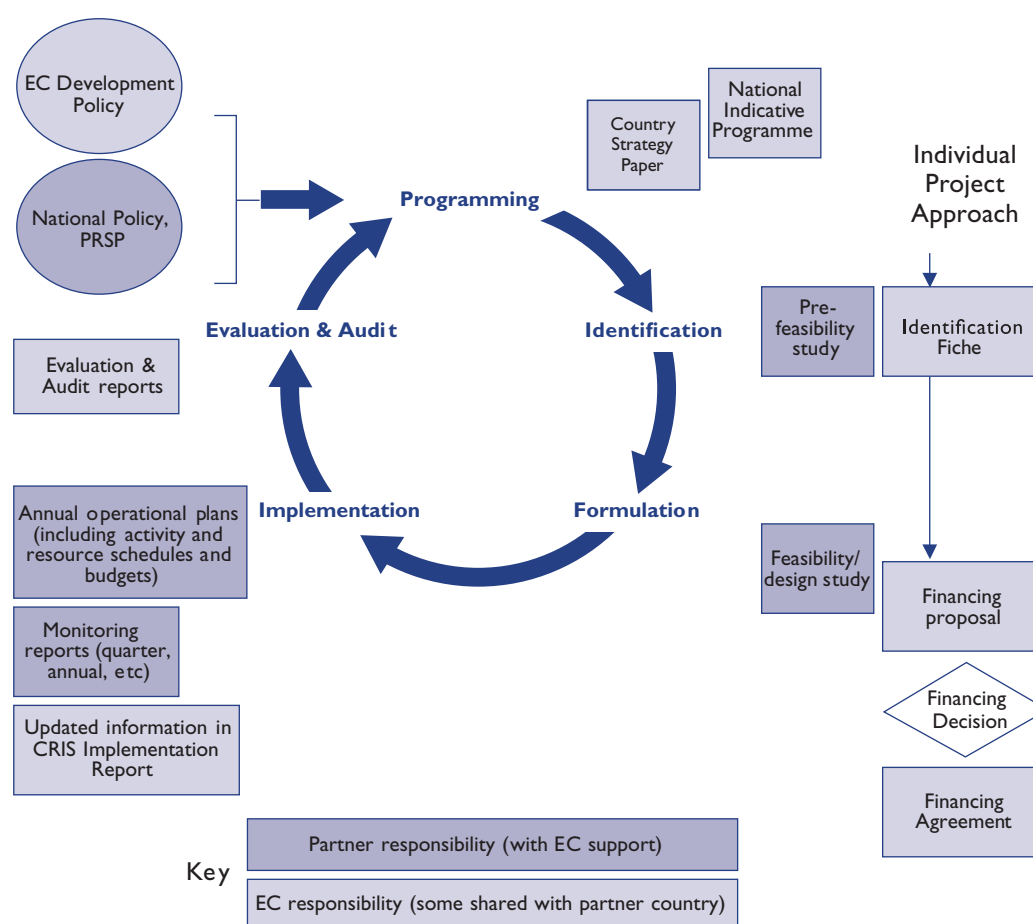 EC Development
Policy
National Policy,
PRSP
Programming
Country
Strategy
Paper
National
Indicative
Programme
Individual
Project
Approach
Evaluation & Audit
Identification
Pre-
feasibility
study
Identification
Fiche
Evaluation &
Audit reports
Implementation
Formulation
Annual operational plans
(including activity and
resource schedules and
budgets)
Feasibility/
design study
Financing
proposal
Monitoring
reports (quarter,
annual, etc)
Financing
Decision
Updated information in
CRIS Implementation
Report
Financing
Agreement
Key
Partner responsibility (with EC support)
EC responsibility (some shared with partner country)